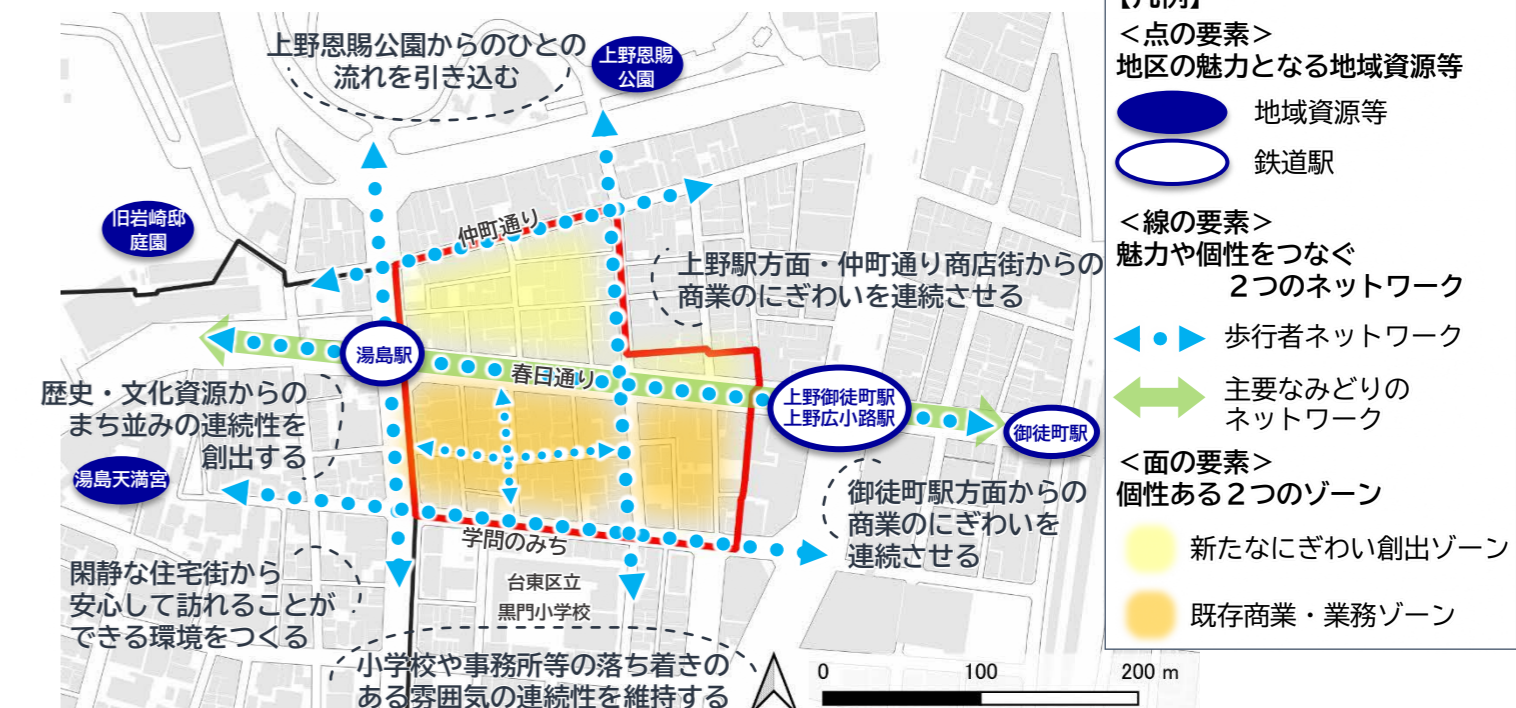 上野恩賜公園からのひとの
流れを引き込む
上野恩賜
公園
旧岩崎邸
庭園
仲町通り
上野駅方面・仲町通り商店街からの
商業のにぎわいを連続させる
湯島駅
春日通り
上野御徒町駅
上野広小路駅
御徒町駅
歴史・文化資源からの
まち並みの連続性を
創出する
湯島天満宮
御徒町駅方面からの
商業のにぎわいを
連続させる
学問のみち
閑静な住宅街から
安心して訪れることが
できる環境をつくる
台東区立
黒門小学校
小学校や事務所等の落ち着きの
ある雰囲気の連続性を維持する
0 100 200 m
【凡例】
＜点の要素＞
地区の魅力となる地域資源等
地域資源等
鉄道駅
＜線の要素＞
魅力や個性をつなぐ
２つのネットワーク
歩行者ネットワーク
主要なみどりの
ネットワーク
＜面の要素＞
個性ある２つのゾーン
新たなにぎわい創出ゾーン
既存商業・業務ゾーン